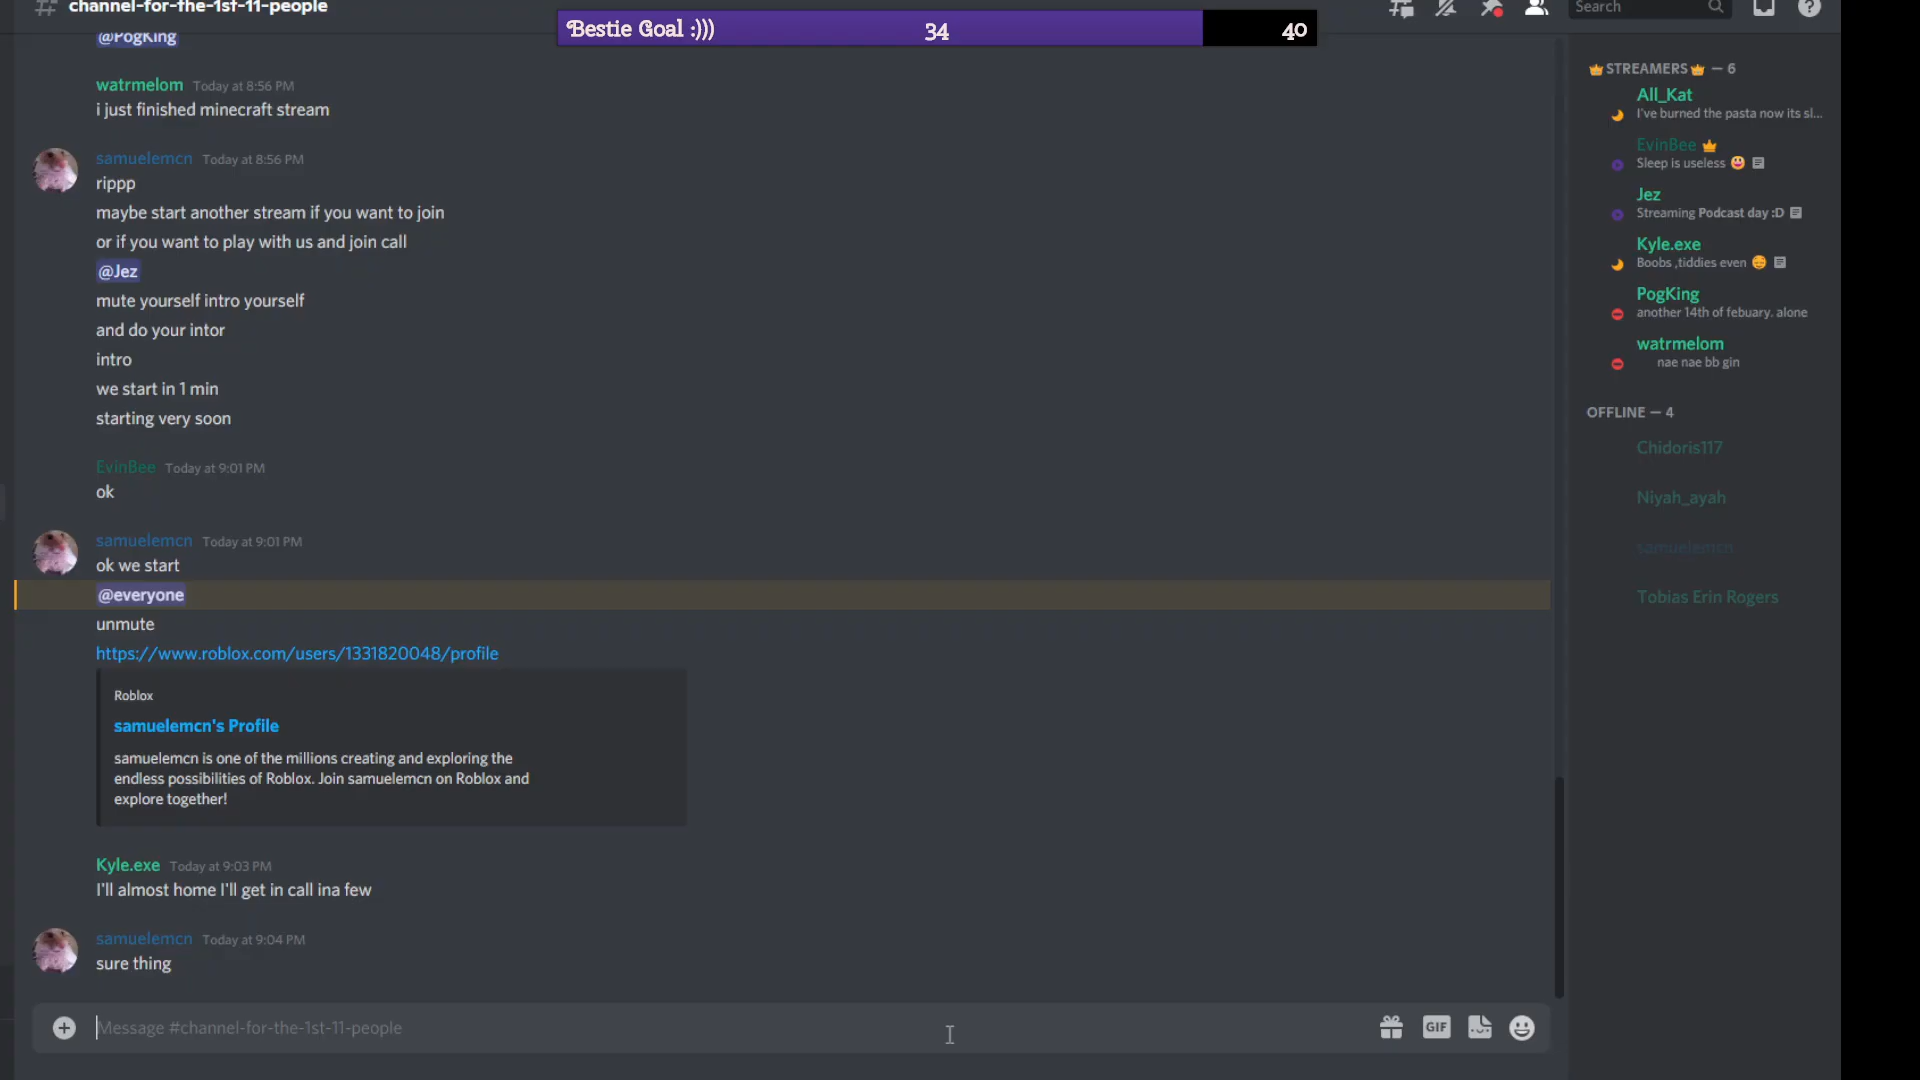 channel-for-the-1st-11-people
Search
Bestie Goal :)))
34
40
@PogKing
watrmelom Today at 8:56 PM
i just finished minecraft stream
samuelemcn Today at 8:56 PM
rippp
maybe start another stream if you want to join
or if you want to play with us and join call
@Jez
mute yourself intro yourself
and do your intor
intro
we start in 1 min
starting very soon
EvinBee Today at 9:01 PM
ok
samuelemcn Today at 9:01 PM
ok we start
@everyone
unmute
https://www.roblox.com/users/1331820048/profile
Roblox
samuelemcn's Profile
samuelemcn is one of the millions creating and exploring the
endless possibilities of Roblox. Join samuelemcn on Roblox and
explore together!
Kyle.exe Today at 9:03 PM
I'll almost home I'll get in call ina few
samuelemcn Today at 9:04 PM
sure thing
Message #channel-for-the-1st-11-people
GIF
STREAMERS — 6
All_Kat
I've burned the pasta now its sl...
EvinBee
Sleep is useless
Jez
Streaming Podcast day :D
Kyle.exe
Boobs ,tiddies even
PogKing
another 14th of febuary. alone
watrmelom
nae nae bb gin
OFFLINE — 4
Chidoris117
Niyah_ayah
samuelemcn
Tobias Erin Rogers